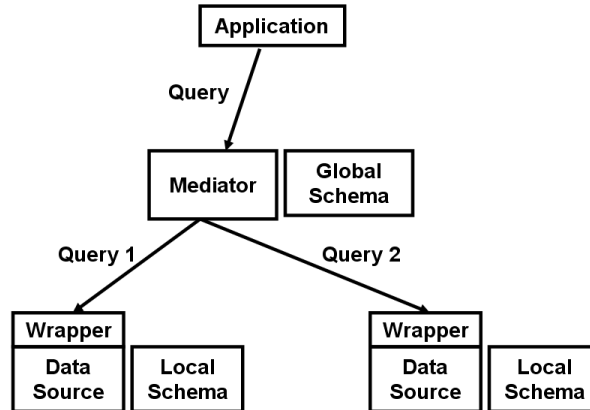 Application
Query
Mediator
Global
Schema
Query 1
Query 2
Wrapper
Data
Source
Local
Schema
Wrapper
Data
Source
Local
Schema